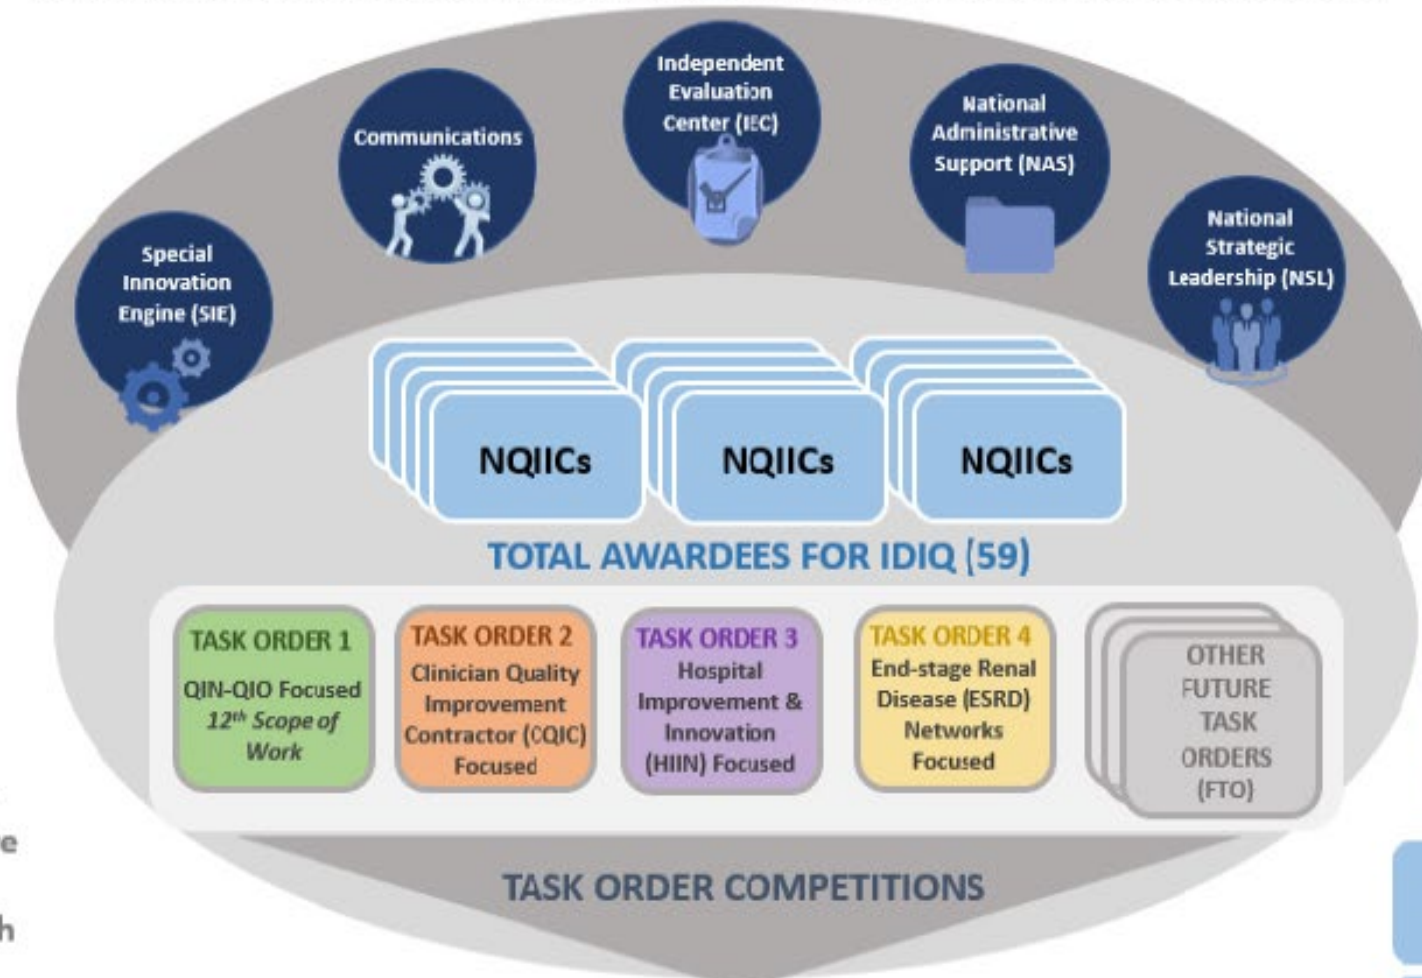 Special
Innovation
Engine (SIE)
Communications
Independent
Evaluation
Center (IEC)
National
Administrative
Support (NAS)
National
Strategic
Leadership (NSL)
NQIICs
NQIICs
NQIICs
TOTAL AWARDEES FOR IDIQ (59)
TASK ORDER 1
QIN-QIO Focused
12th Scope of
Work
TASK ORDER 2
Clinician Quality
Improvement
Contractor (CQIC)
Focused
TASK ORDER 3
Hospital
Improvement &
Innovation
(HIIN) Focused
TASK ORDER 4
End-stage Renal
Disease (ESRD)
Networks
Focused
OTHER
FUTURE
TASK
ORDERS
(FTO)
TASK ORDER COMPETITIONS